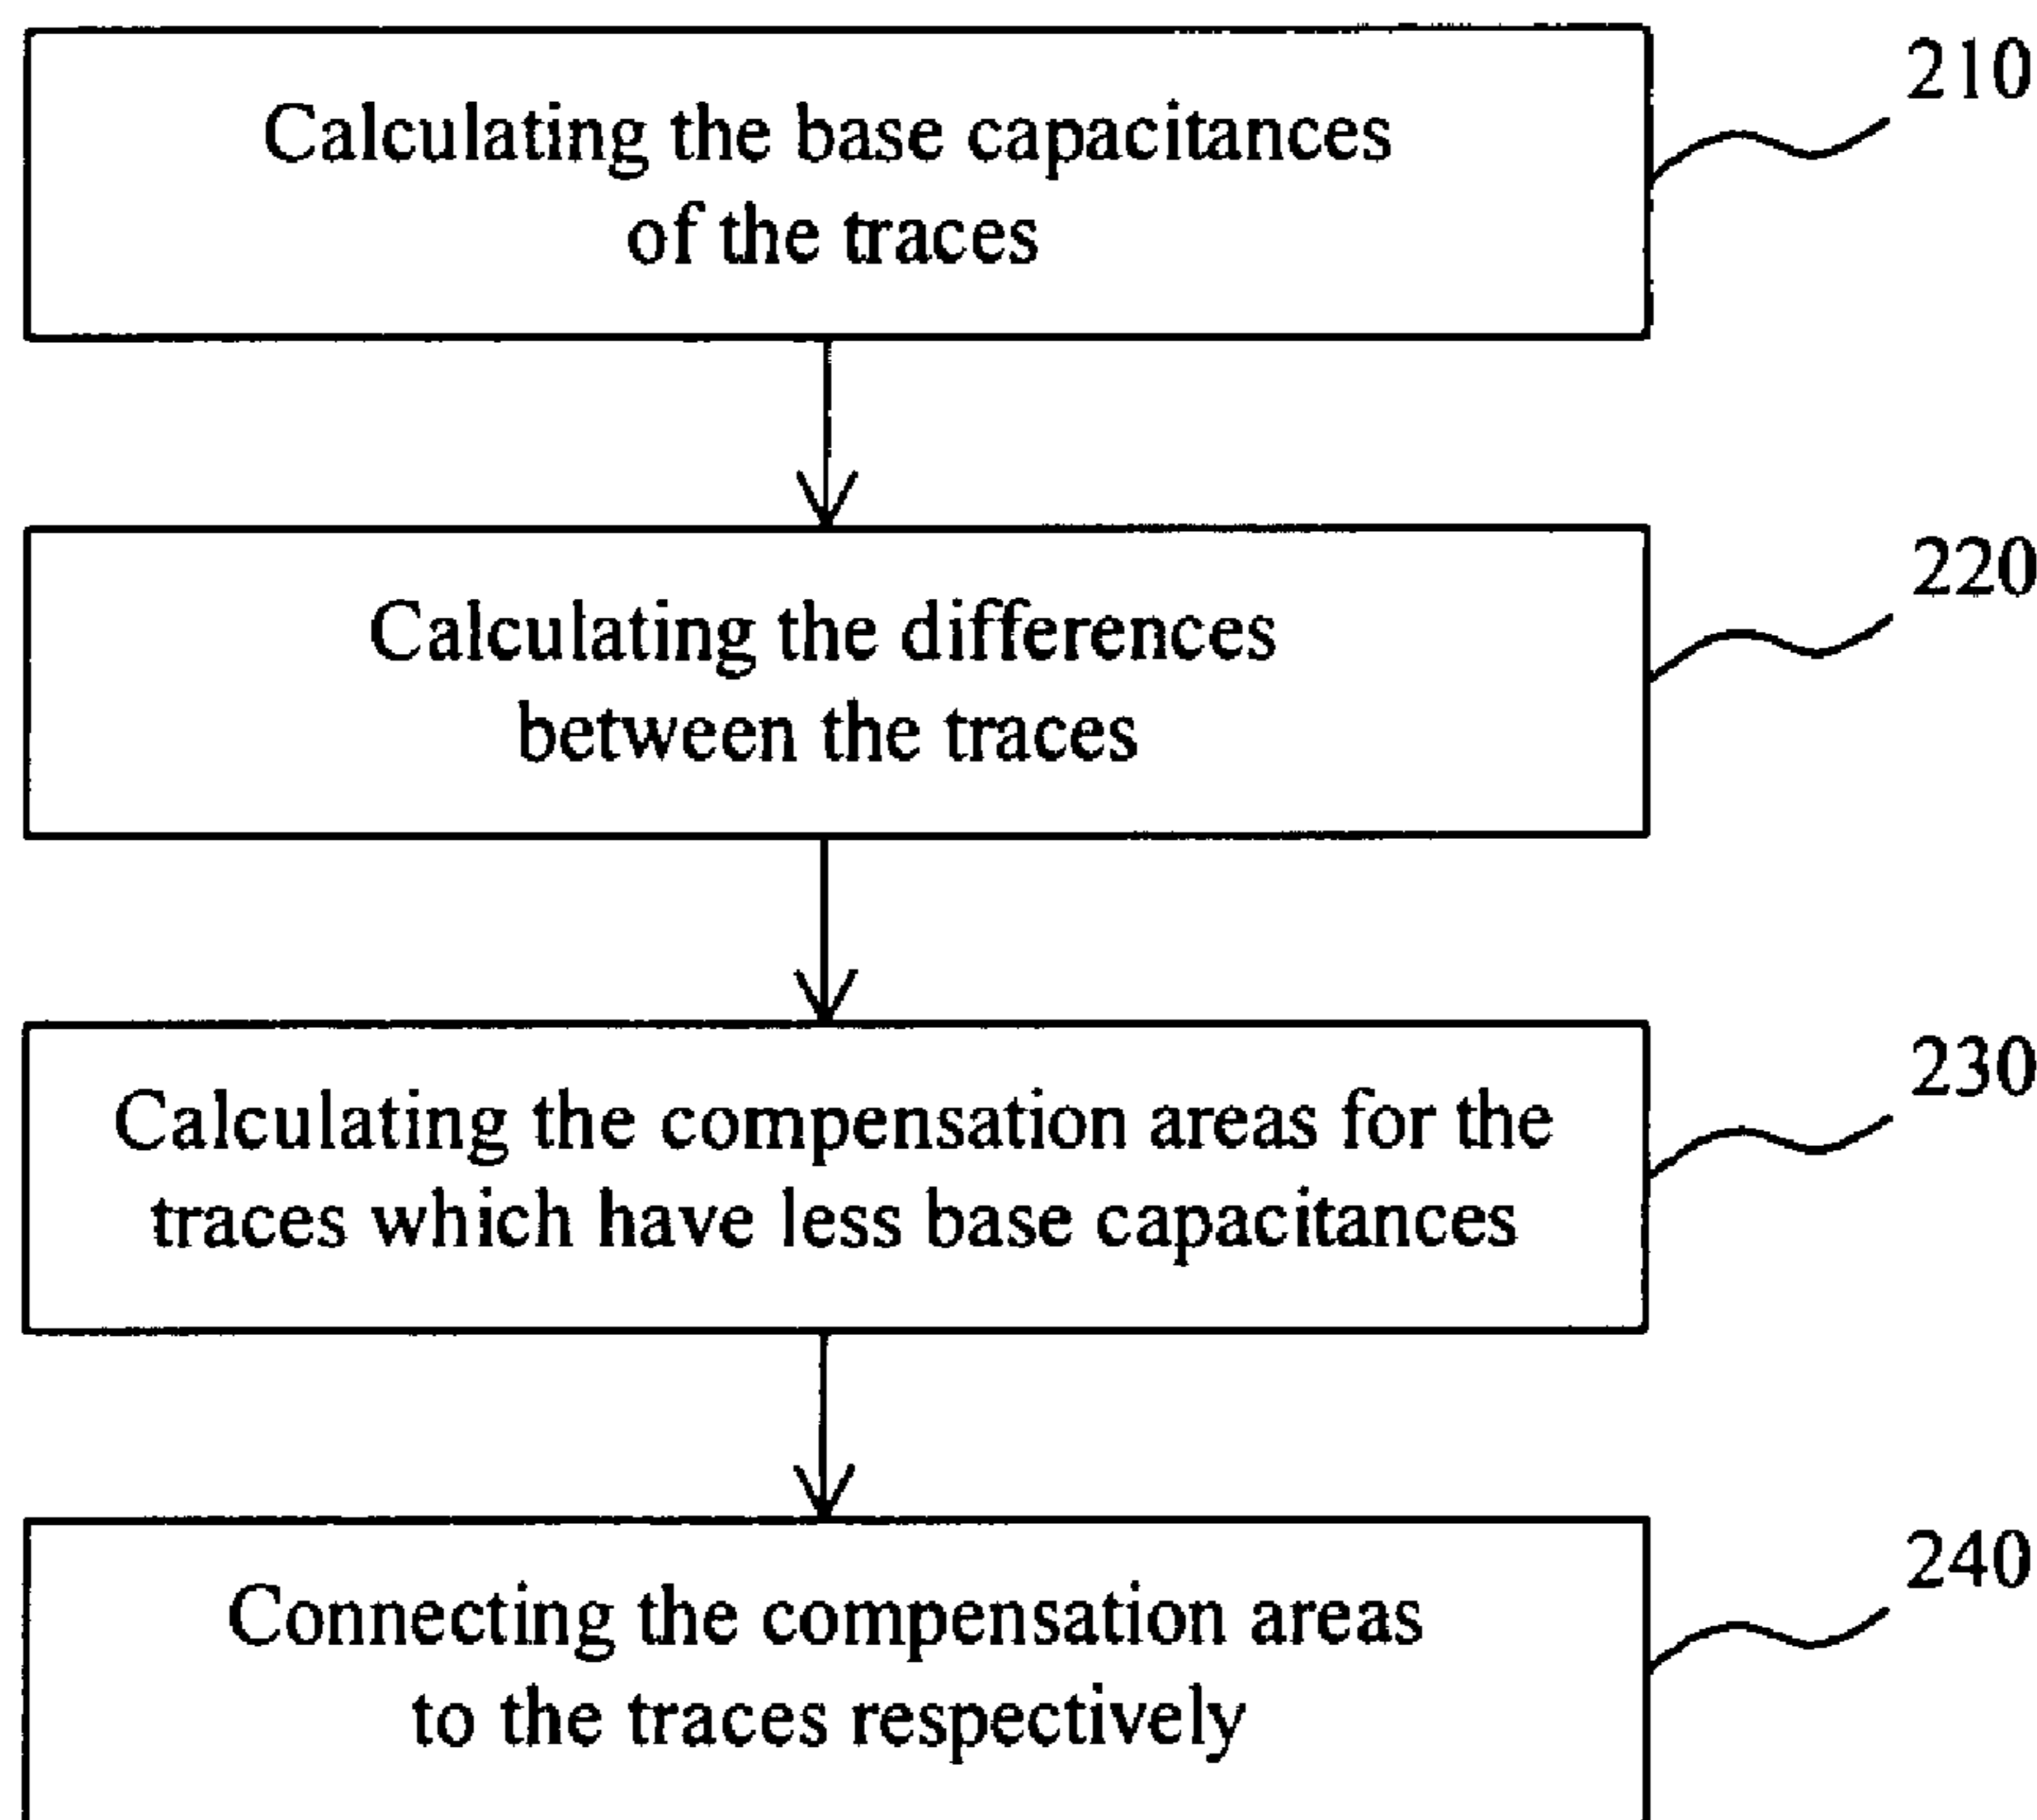 210
Calculating the base capacitances
of the traces
220
Calculating the differences
between the traces
230
Calculating the compensation areas for the
traces which have less base capacitances
240
Connecting the compensation areas
to the traces respectively